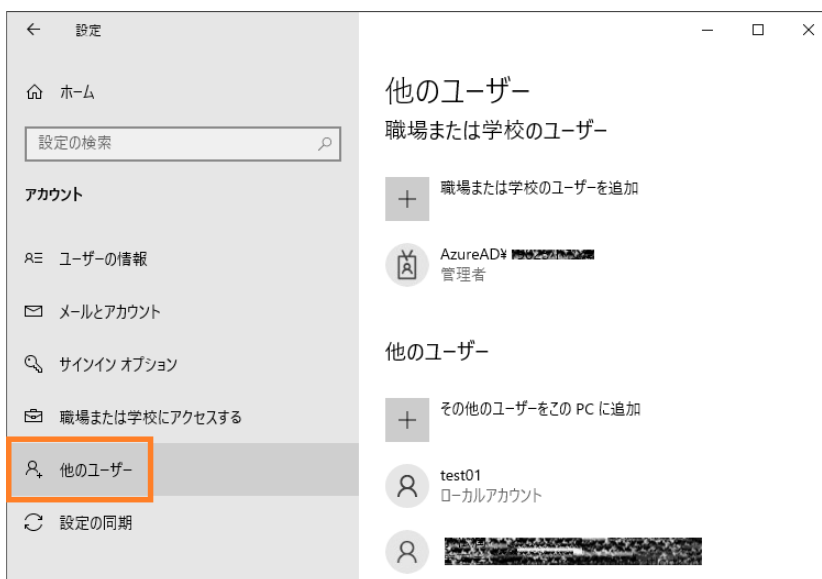 設定
ホーム
設定の検索
アカウント
ユーザーの情報
メールとアカウント
サインイン オプション
職場または学校にアクセスする
他のユーザー
設定の同期
他のユーザー
職場または学校のユーザー
職場または学校のユーザーを追加
AzureAD¥
管理者
他のユーザー
その他のユーザーをこの PC に追加
test01
ローカルアカウント